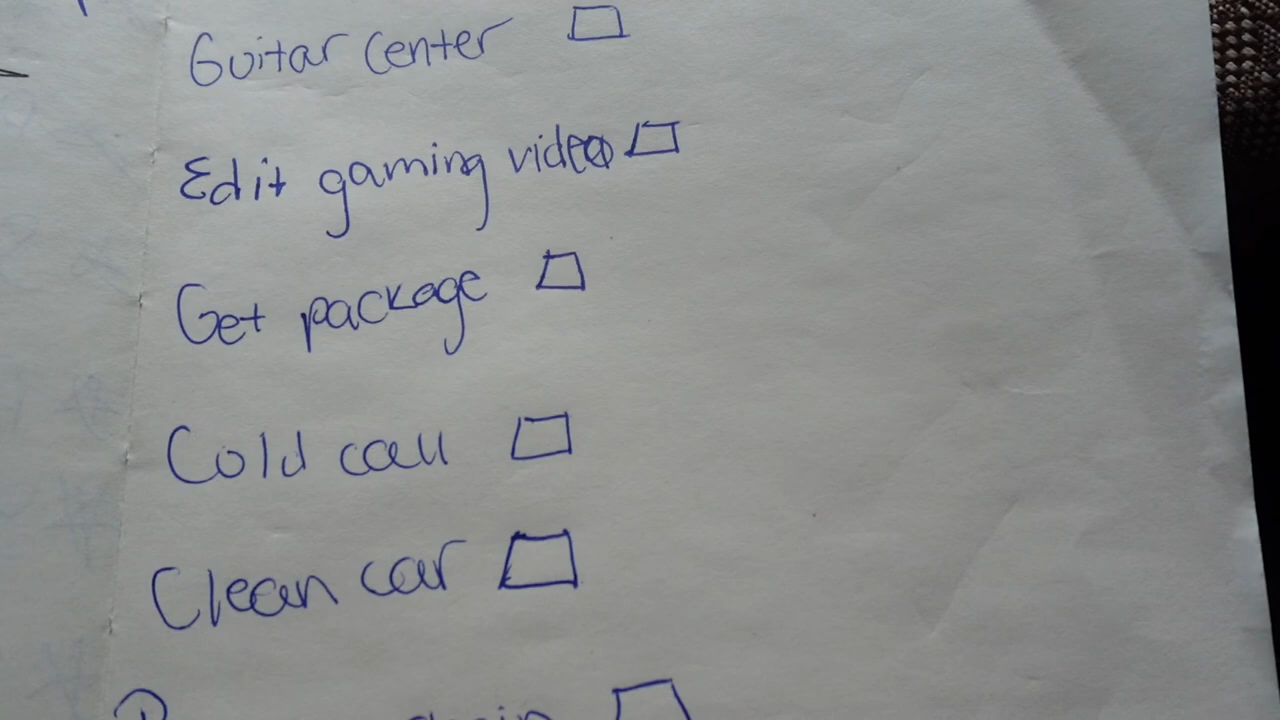 Guitar Center
Edit gaming video
Get package
Cold call
Clean car